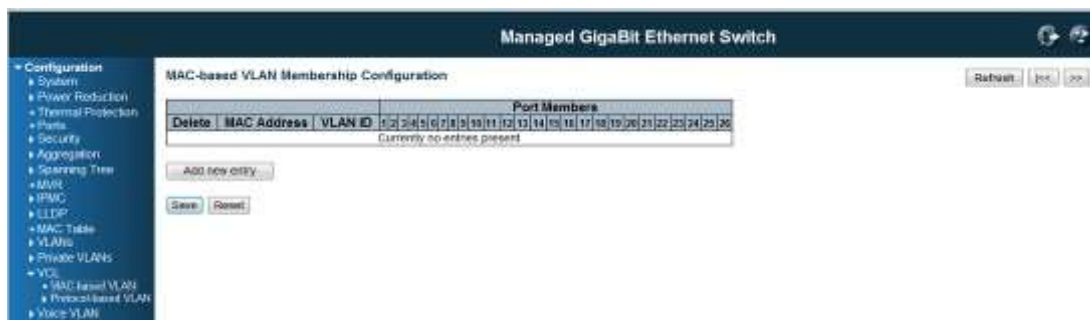 Managed GigaBit Ethernet Switch
Configuration
System
Power Reduction
Thermal Protection
Ports
Security
Aggregation
Spanning Tree
MVR
IPMC
LLDP
MAC Table
VLANs
Private VLANs
VCL
MAC-based VLAN
Protocol-based VLAN
Voice VLAN
MAC-based VLAN Membership Configuration
Refresh |<< >>
Port Members
Delete MAC Address VLAN ID 1 2 3 4 5 6 7 8 9 10 11 12 13 14 15 16 17 18 19 20 21 22 23 24 25 26
Currently no entries present
Add new entry
Save Reset